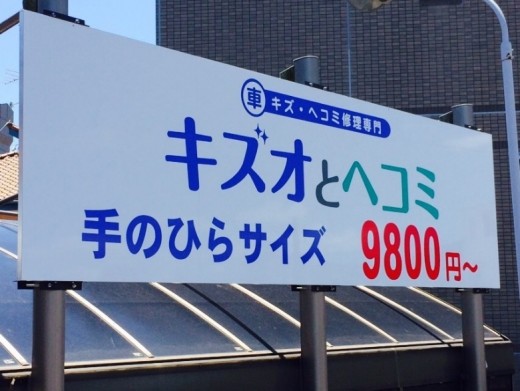 車 キズ・ヘコミ修理専門
キズオとヘコミ
手のひらサイズ 9800円~